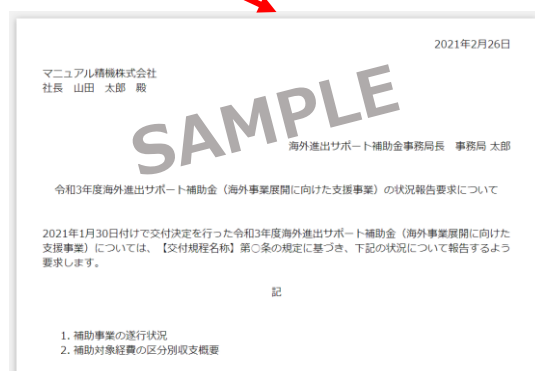 2021年2月26日
マニュアル精機株式会社
社長 山田 太郎 殿
SAMPLE
海外進出サポート補助金事務局長 事務局 太郎
令和3年度海外進出サポート補助金（海外事業展開に向けた支援事業）の状況報告要求について
2021年1月30日付けで交付決定を行った令和3年度海外進出サポート補助金（海外事業展開に向けた
支援事業）については、【交付規程名称】第○条の規定に基づき、下記の状況について報告するよう
要求します。
記
1. 補助事業の遂行状況
2. 補助対象経費の区分別収支概要